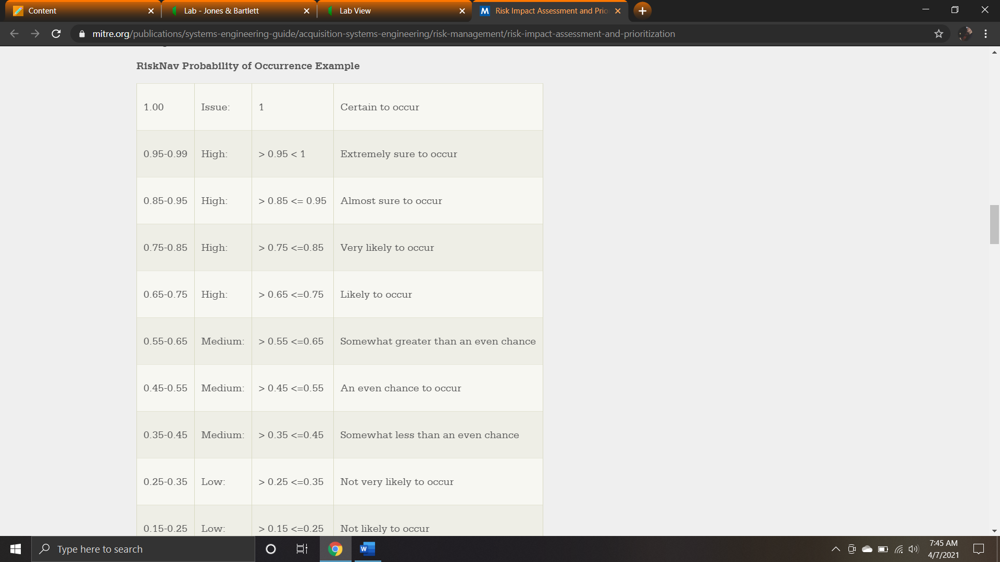 Content
Lab - Jones & Bartlett
Lab View
M Risk Impact Assessment and Prio
mitre.org/publications/systems-engineering-guide/acquisition-systems-engineering/risk-management/risk-impact-assessment-and-prioritization
RiskNav Probability of Occurrence Example
1.00 Issue: 1 Certain to occur
0.95-0.99 High: > 0.95 < 1 Extremely sure to occur
0.85-0.95 High: > 0.85 <= 0.95 Almost sure to occur
0.75-0.85 High: > 0.75 <=0.85 Very likely to occur
0.65-0.75 High: > 0.65 <=0.75 Likely to occur
0.55-0.65 Medium: > 0.55 <=0.65 Somewhat greater than an even chance
0.45-0.55 Medium: > 0.45 <=0.55 An even chance to occur
0.35-0.45 Medium: > 0.35 <=0.45 Somewhat less than an even chance
0.25-0.35 Low: > 0.25 <=0.35 Not very likely to occur
0.15-0.25 Low: > 0.15 <=0.25 Not likely to occur
Type here to search
W
7:45 AM
4/7/2021